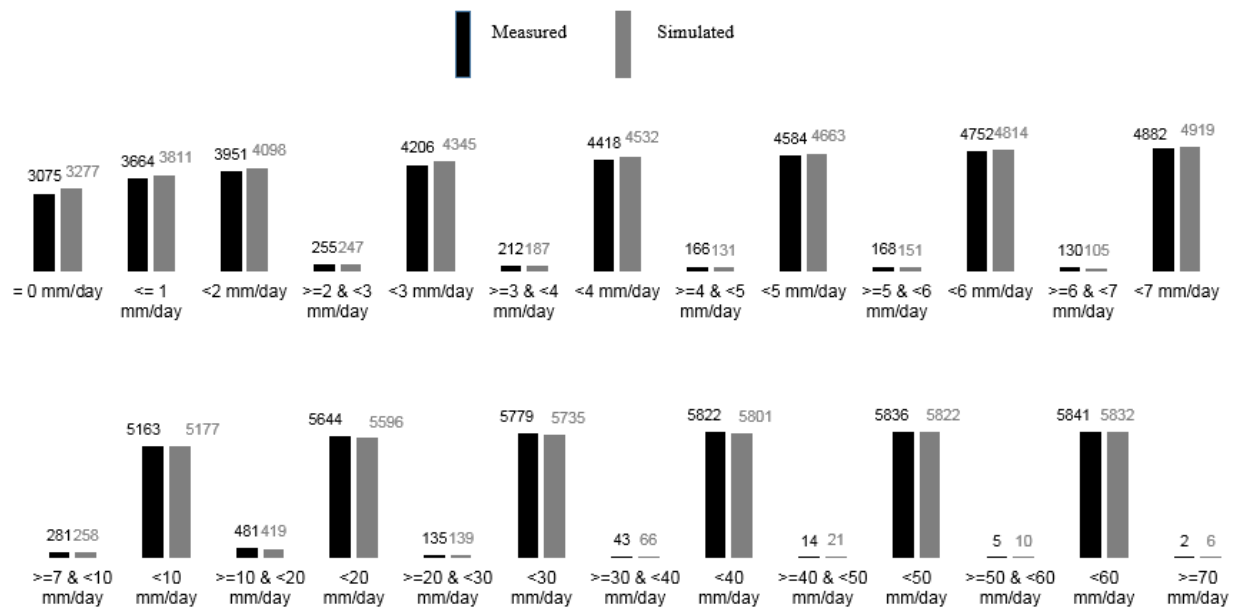 Measured Simulated
3075 3277 3664 3811 3951 4098 255 247 4206 4345 212 187 4418 4532 166 131 4584 4663 168 151 4752 4814 130 105 4882 4919
= 0 mm/day <= 1 <2 mm/day >=2 & <3 <3 mm/day >=3 & <4 <4 mm/day >=4 & <5 <5 mm/day >=5 & <6 <6 mm/day >=6 & <7 <7 mm/day
mm/day mm/day mm/day mm/day mm/day mm/day
281 258 5163 5177 481 419 5644 5596 135 139 5779 5735 43 66 5822 5801 14 21 5836 5822 5 10 5841 5832 2 6
>=7 & <10 <10 >=10 & <20 <20 >=20 & <30 <30 >=30 & <40 <40 >=40 & <50 <50 >=50 & <60 <60 >=70
mm/day mm/day mm/day mm/day mm/day mm/day mm/day mm/day mm/day mm/day mm/day mm/day mm/day